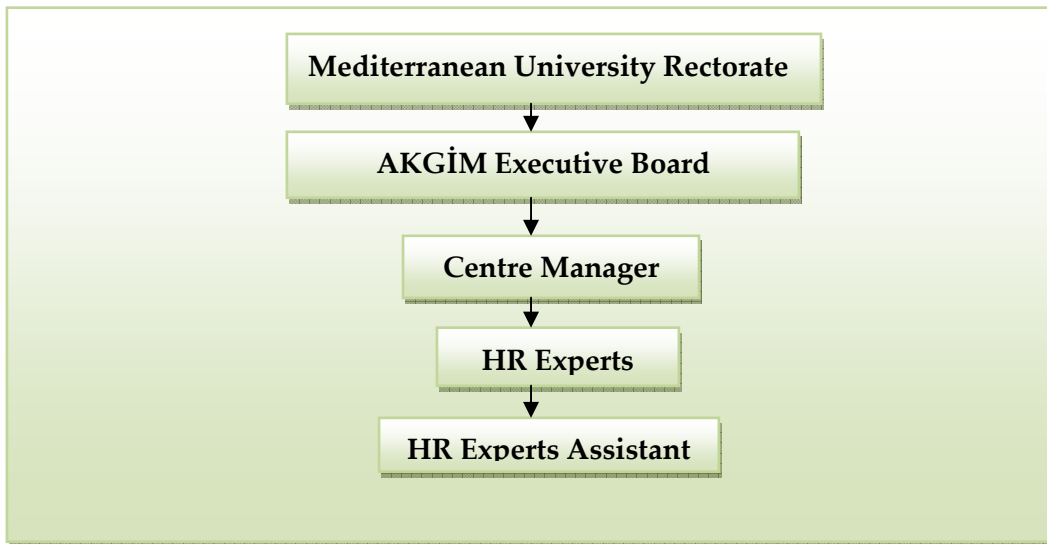 Mediterranean University Rectorate
AKGİM Executive Board
Centre Manager
HR Experts
HR Experts Assistant